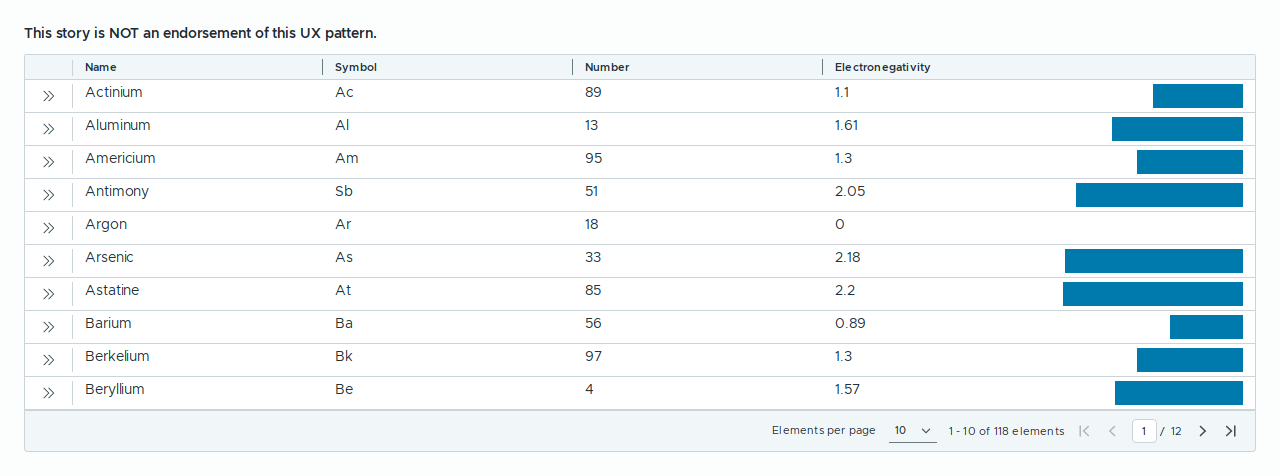 This story is NOT an endorsement of this UX pattern.
Name Symbol Number Electronegativity
Actinium Ac 89 1.1
Aluminum Al 13 1.61
Americium Am 95 1.3
Antimony Sb 51 2.05
Argon Ar 18 0
Arsenic As 33 2.18
Astatine At 85 2.2
Barium Ba 56 0.89
Berkelium Bk 97 1.3
Beryllium Be 4 1.57
Elements per page 10 1 - 10 of 118 elements 1 / 12